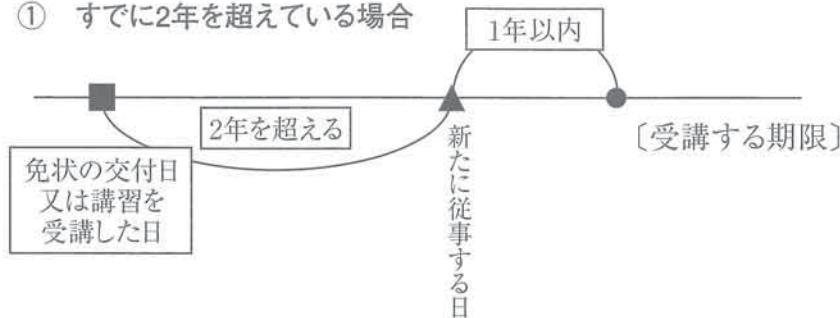 ① すでに2年を超えている場合
1年以内
2年を超える
〔受講する期限〕
免状の交付日
又は講習を
受講した日
新たに従事する日